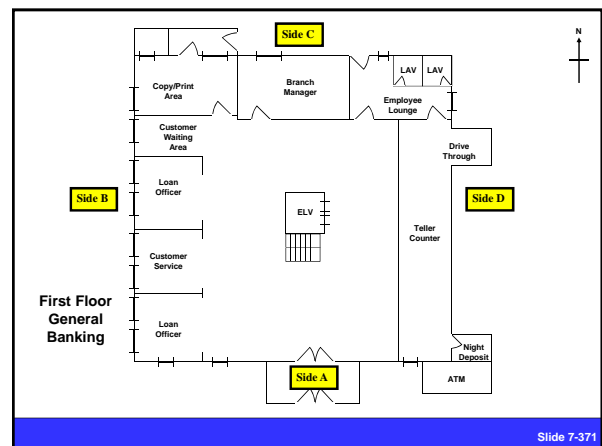 Side C
N
LAV
LAV
Copy/Print
Area
Branch
Manager
Employee
Lounge
Customer
Waiting
Area
Drive
Through
Loan
Officer
Side B
Side D
ELV
Teller
Counter
Customer
Service
First Floor
General
Banking
Loan
Officer
Night
Deposit
Side A
ATM
Slide 7-371